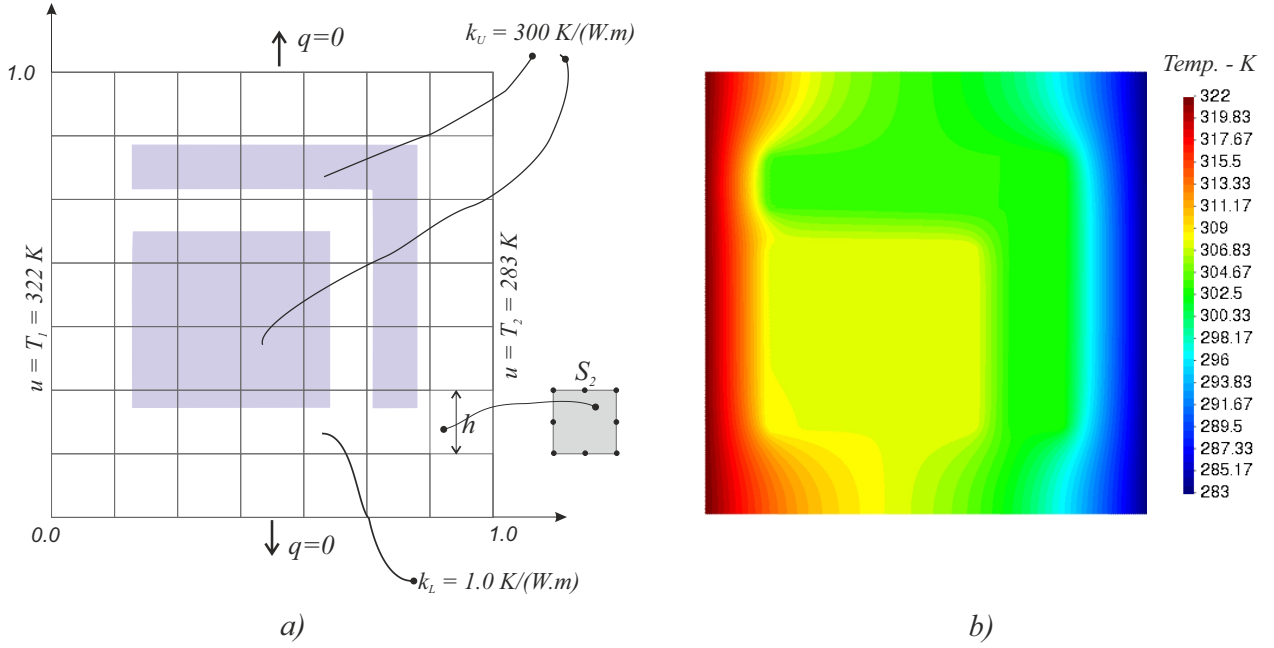 q=0
k_U = 300 K/(W.m)
1.0
u = T_1 = 322 K
u = T_2 = 283 K
S_2
h
0.0
1.0
q=0
k_L = 1.0 K/(W.m)
a)
Temp. - K
322
319.83
317.67
315.5
313.33
311.17
309
306.83
304.67
302.5
300.33
298.17
296
293.83
291.67
289.5
287.33
285.17
283
b)